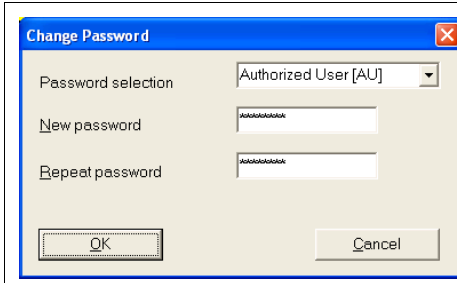 Change Password
Password selection
Authorized User [AU]
New password
********
Repeat password
********
OK
Cancel